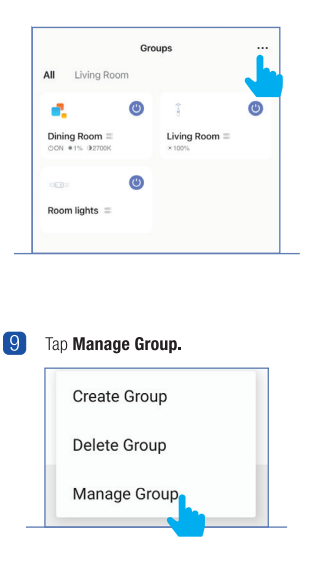 Groups ...
All Living Room
Dining Room
ON 1% 2700K
Living Room
100%
Room lights
9 Tap Manage Group.
Create Group
Delete Group
Manage Group